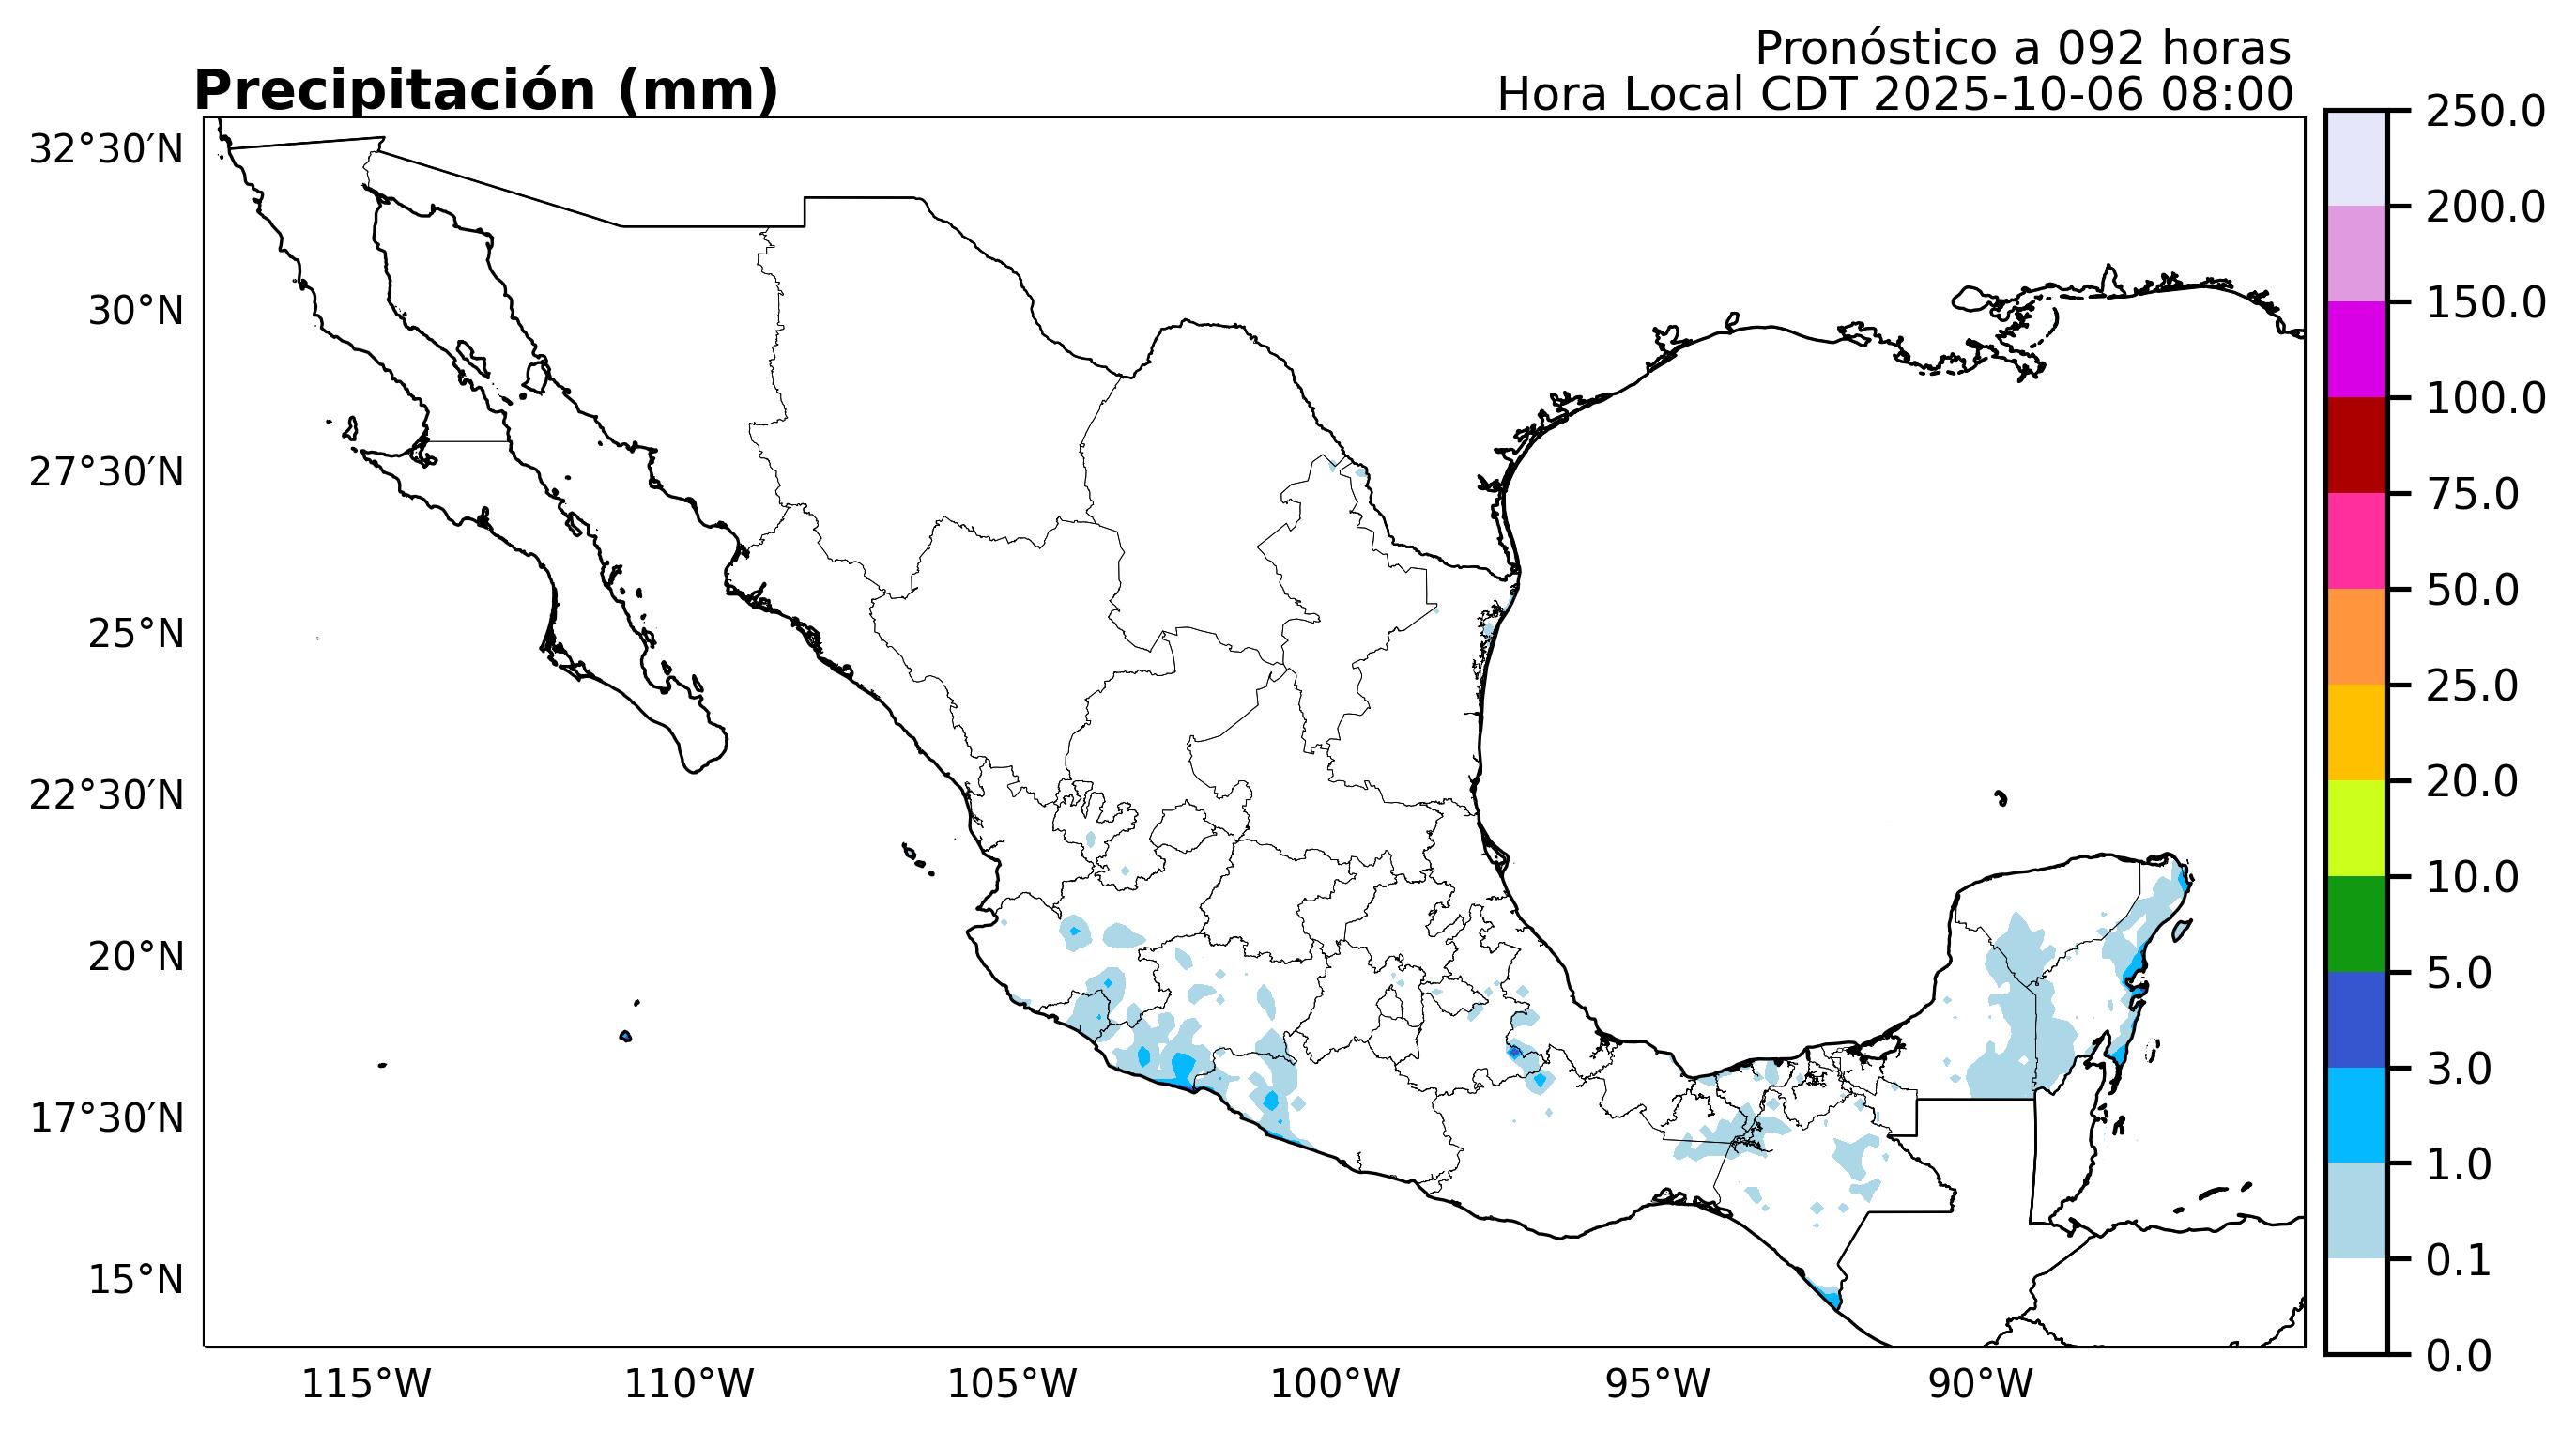 Pronóstico a 092 horas
Precipitación (mm)
Hora Local CDT 2025-10-06 08:00
32°30′N
30°N
27°30′N
25°N
22°30′N
20°N
17°30′N
15°N
115°W
110°W
105°W
100°W
95°W
90°W
250.0
200.0
150.0
100.0
75.0
50.0
25.0
20.0
10.0
5.0
3.0
1.0
0.1
0.0